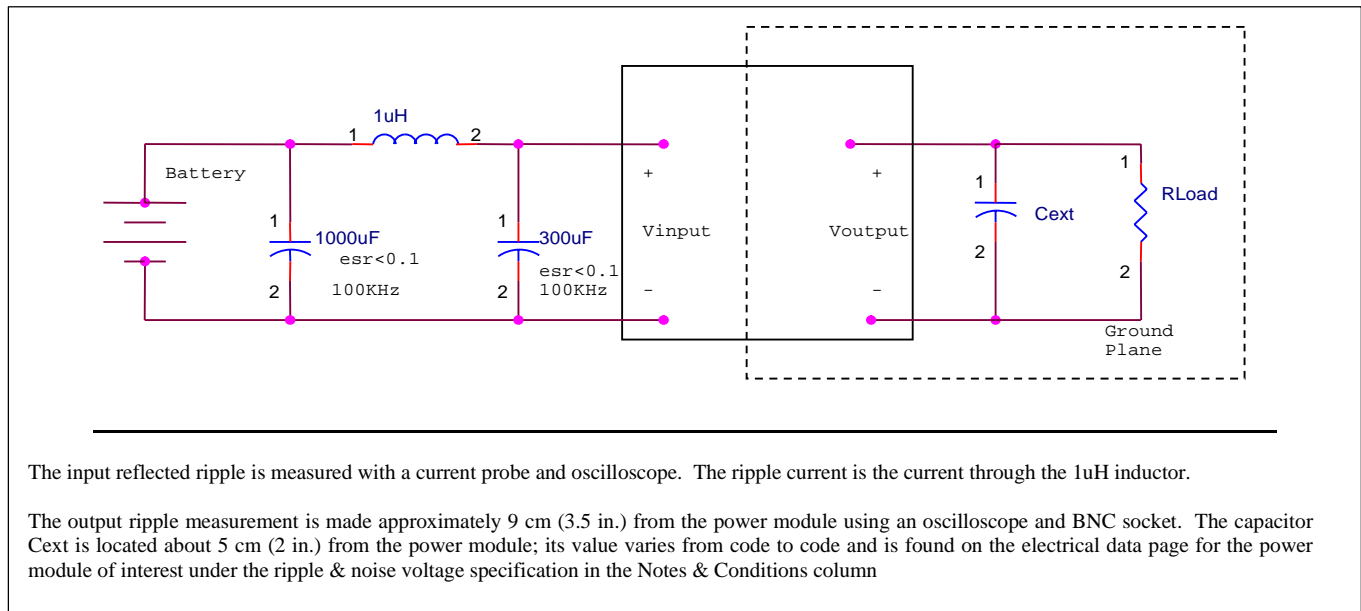 1uH
1
2
Battery
1
1000uF
esr<0.1
2
100KHz
1
300uF
esr<0.1
2
100KHz
+
Vinput
-
+
Voutput
-
1
Cext
2
1
RLoad
2
Ground
Plane
The input reflected ripple is measured with a current probe and oscilloscope. The ripple current is the current through the 1uH inductor.
The output ripple measurement is made approximately 9 cm (3.5 in.) from the power module using an oscilloscope and BNC socket. The capacitor
Cext is located about 5 cm (2 in.) from the power module; its value varies from code to code and is found on the electrical data page for the power
module of interest under the ripple & noise voltage specification in the Notes & Conditions column